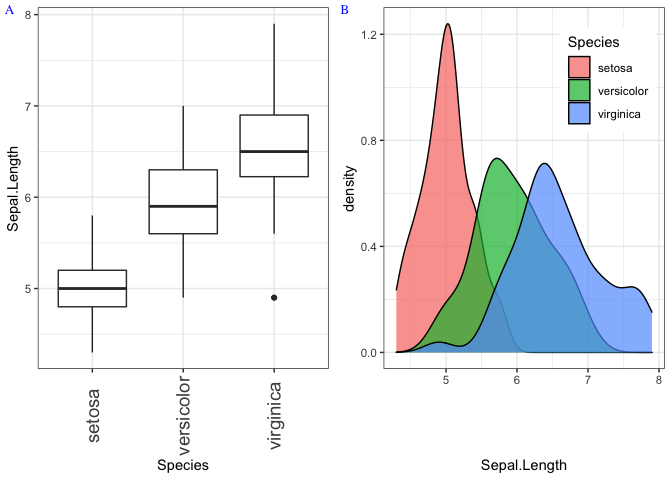 A
8
7
6
5
Sepal.Length
setosa
versicolor
virginica
Species
B
1.2
0.8
0.4
0.0
density
Species
setosa
versicolor
virginica
5 6 7 8
Sepal.Length